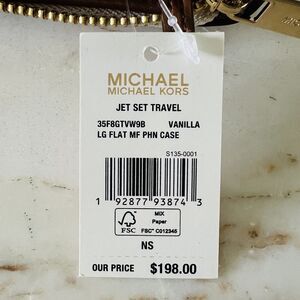 MICHAEL
MICHAEL KORS
JET SET TRAVEL
35F8GTVW9B VANILLA
LG FLAT MF PHN CASE
S135-0001
1 92877 93874 3
FSC
MIX
Paper
FSC® C012345
NS
OUR PRICE $198.00